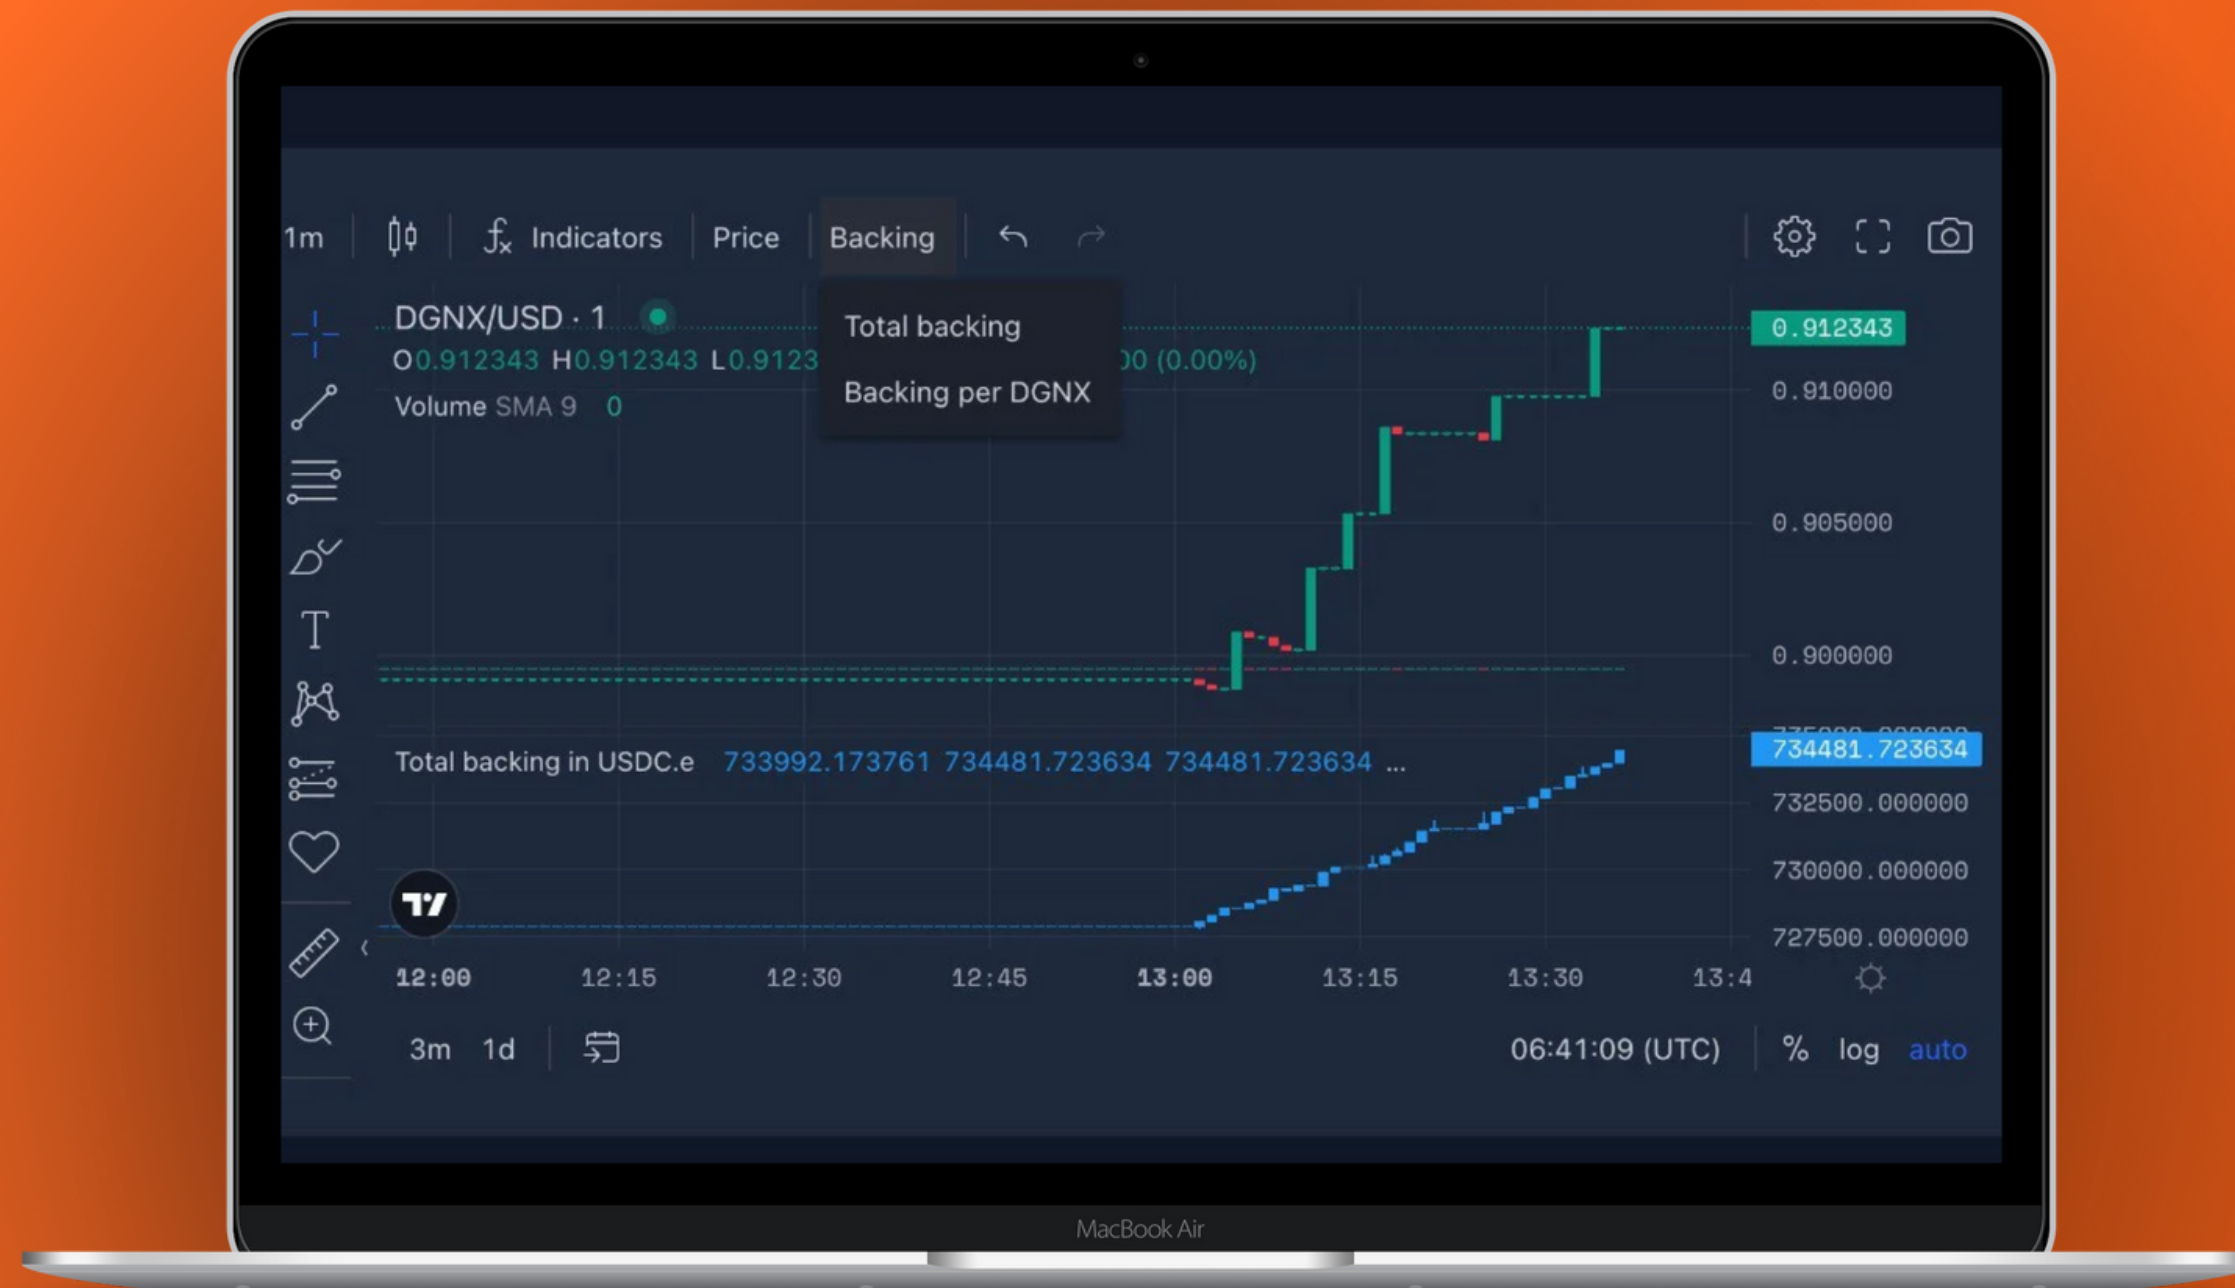 1m Indicators Price Backing
DGNX/USD · 1
Total backing
0.912343
O0.912343 H0.912343 L0.9123
00 (0.00%)
Backing per DGNX
0.910000
Volume SMA 9 0
0.905000
0.900000
Total backing in USDC.e 733992.173761 734481.723634 734481.723634 ...
734481.723634
732500.000000
730000.000000
727500.000000
12:00 12:15 12:30 12:45 13:00 13:15 13:30 13:4
3m 1d 06:41:09 (UTC) % log auto
MacBook Air